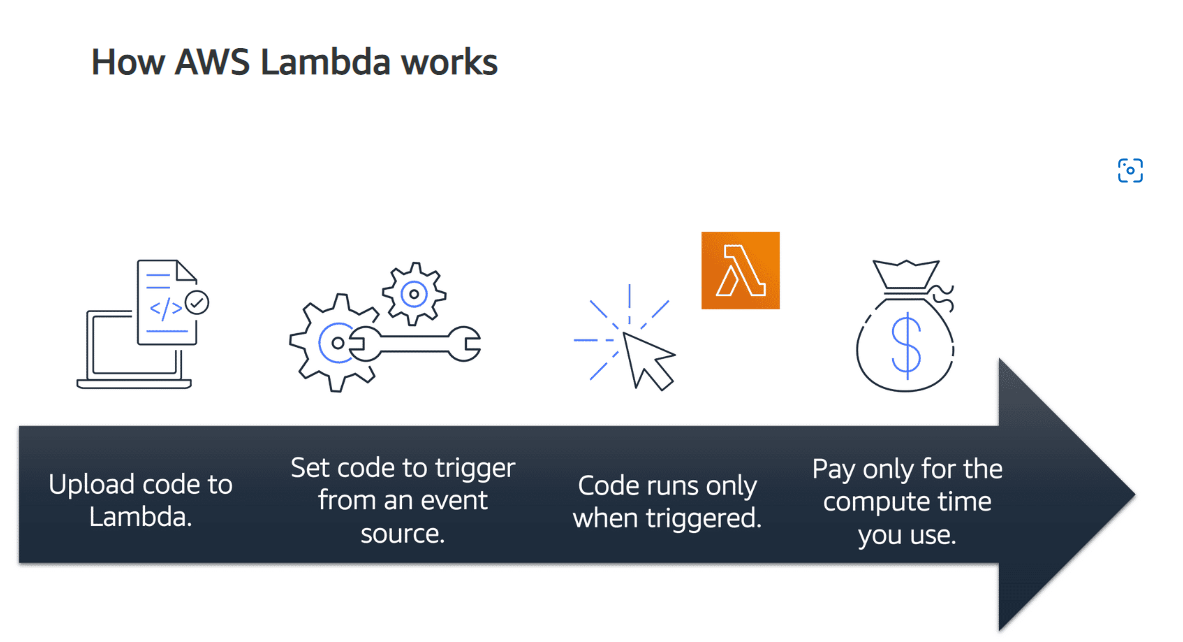 How AWS Lambda works
</>
$
Upload code to
Lambda.
Set code to trigger
from an event
source.
Code runs only
when triggered.
Pay only for the
compute time
you use.